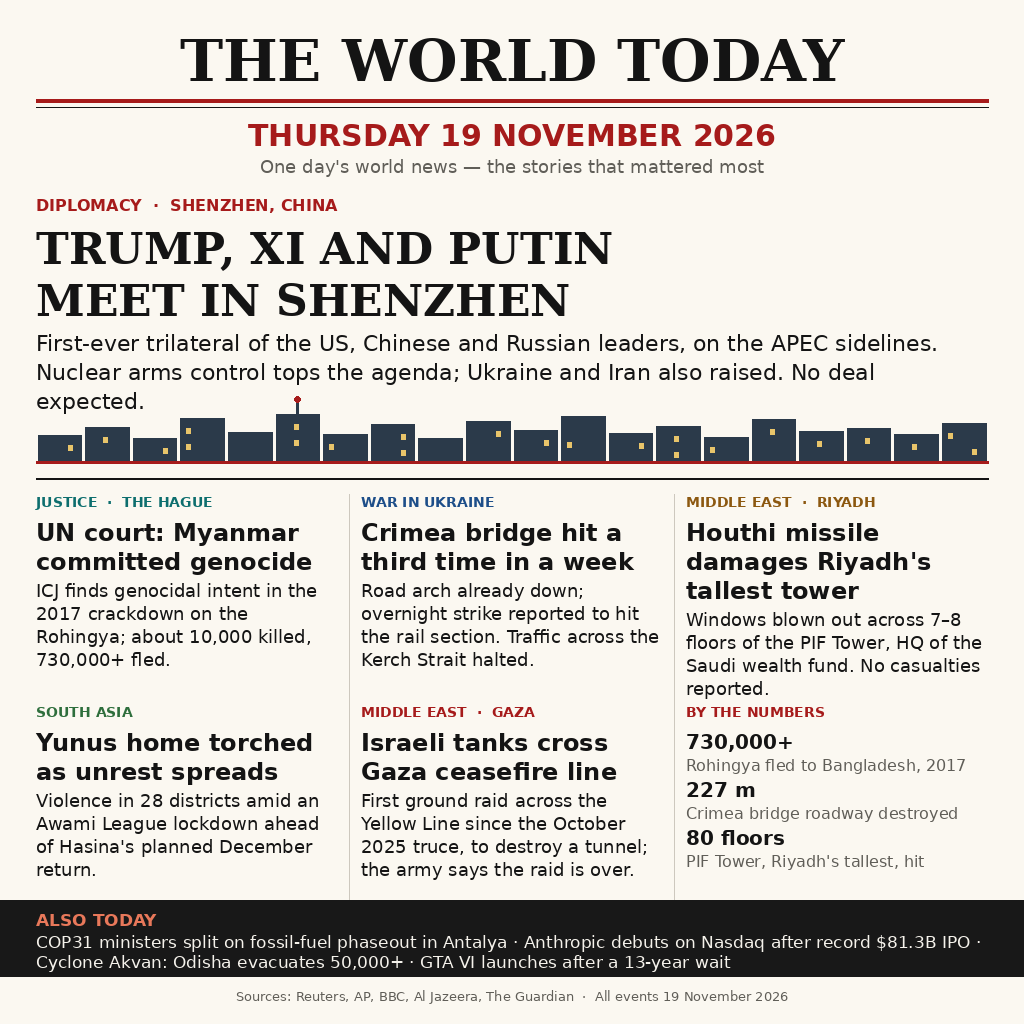 THE WORLD TODAY
THURSDAY 19 NOVEMBER 2026
One day's world news — the stories that mattered most
DIPLOMACY · SHENZHEN, CHINA
TRUMP, XI AND PUTIN
MEET IN SHENZHEN
First-ever trilateral of the US, Chinese and Russian leaders, on the APEC sidelines.
Nuclear arms control tops the agenda; Ukraine and Iran also raised. No deal
expected.
JUSTICE · THE HAGUE
UN court: Myanmar
committed genocide
ICJ finds genocidal intent in the
2017 crackdown on the
Rohingya; about 10,000 killed,
730,000+ fled.
WAR IN UKRAINE
Crimea bridge hit a
third time in a week
Road arch already down;
overnight strike reported to hit
the rail section. Traffic across the
Kerch Strait halted.
MIDDLE EAST · RIYADH
Houthi missile
damages Riyadh's
tallest tower
Windows blown out across 7–8
floors of the PIF Tower, HQ of the
Saudi wealth fund. No casualties
reported.
SOUTH ASIA
Yunus home torched
as unrest spreads
Violence in 28 districts amid an
Awami League lockdown ahead
of Hasina's planned December
return.
MIDDLE EAST · GAZA
Israeli tanks cross
Gaza ceasefire line
First ground raid across the
Yellow Line since the October
2025 truce, to destroy a tunnel;
the army says the raid is over.
BY THE NUMBERS
730,000+
Rohingya fled to Bangladesh, 2017
227 m
Crimea bridge roadway destroyed
80 floors
PIF Tower, Riyadh's tallest, hit
ALSO TODAY
COP31 ministers split on fossil-fuel phaseout in Antalya · Anthropic debuts on Nasdaq after record $81.3B IPO ·
Cyclone Akvan: Odisha evacuates 50,000+ · GTA VI launches after a 13-year wait
Sources: Reuters, AP, BBC, Al Jazeera, The Guardian · All events 19 November 2026